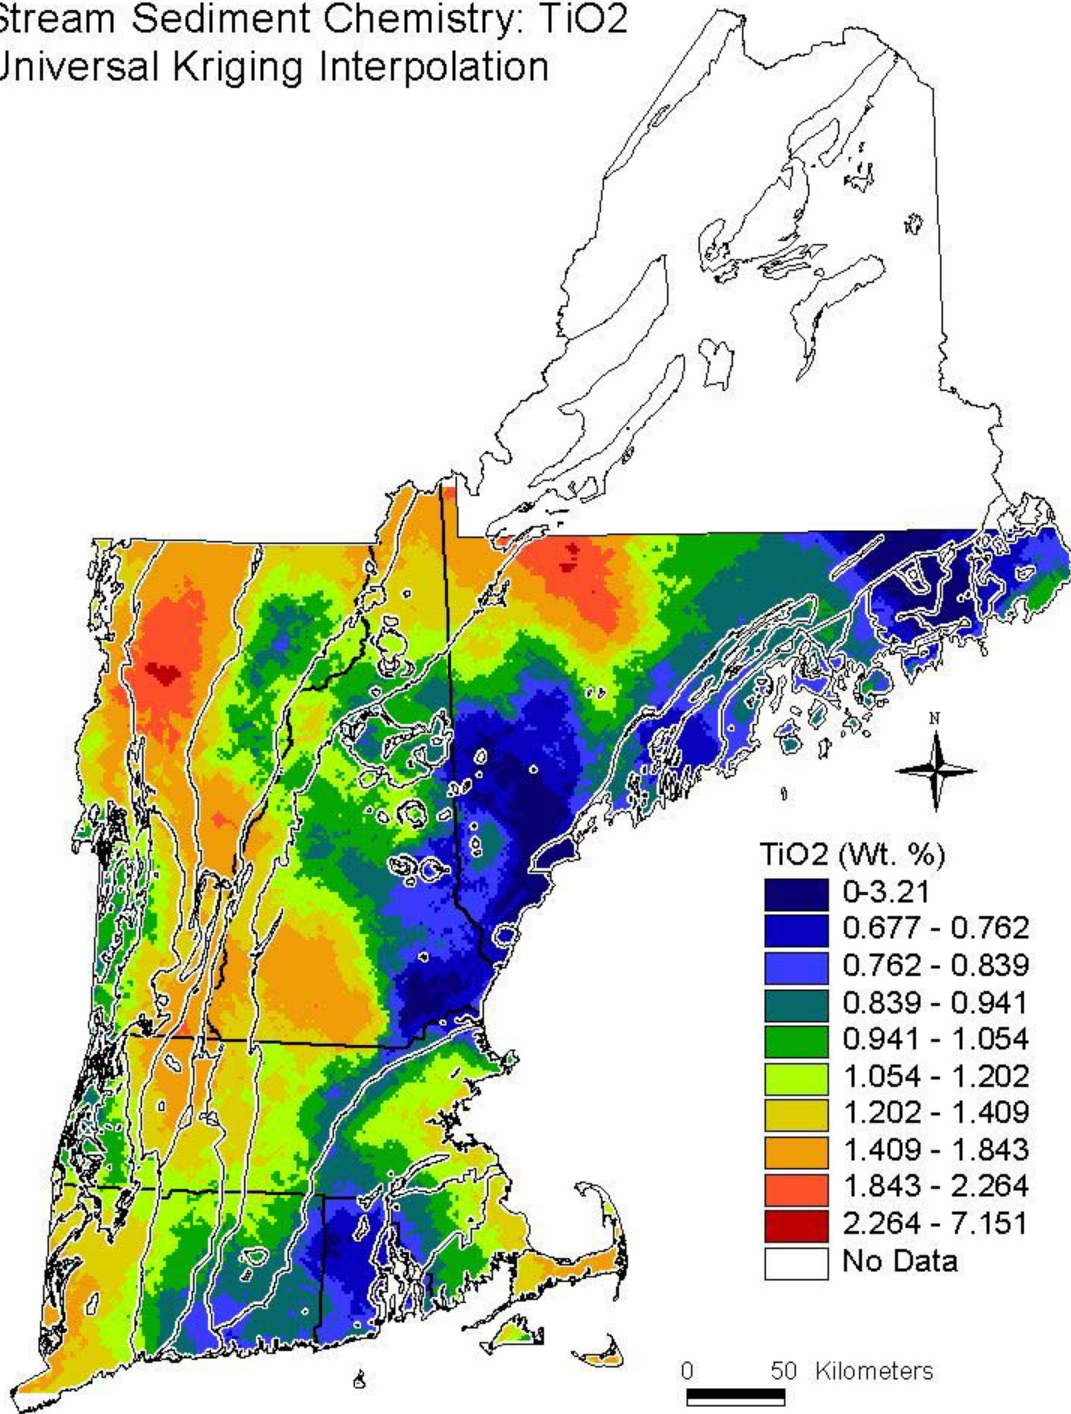 Stream Sediment Chemistry: TiO2
Universal Kriging Interpolation
N
TiO2 (Wt. %)
0-3.21
0.677 - 0.762
0.762 - 0.839
0.839 - 0.941
0.941 - 1.054
1.054 - 1.202
1.202 - 1.409
1.409 - 1.843
1.843 - 2.264
2.264 - 7.151
No Data
0 50 Kilometers